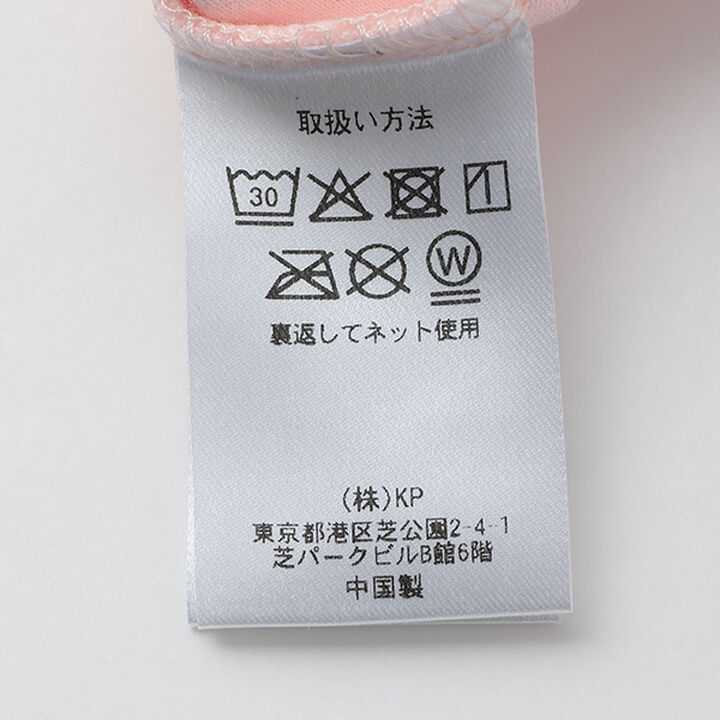 取扱い方法
30
W
裏返してネット使用
(株)KP
東京都港区芝公園2-4-1
芝パークビルB館6階
中国製